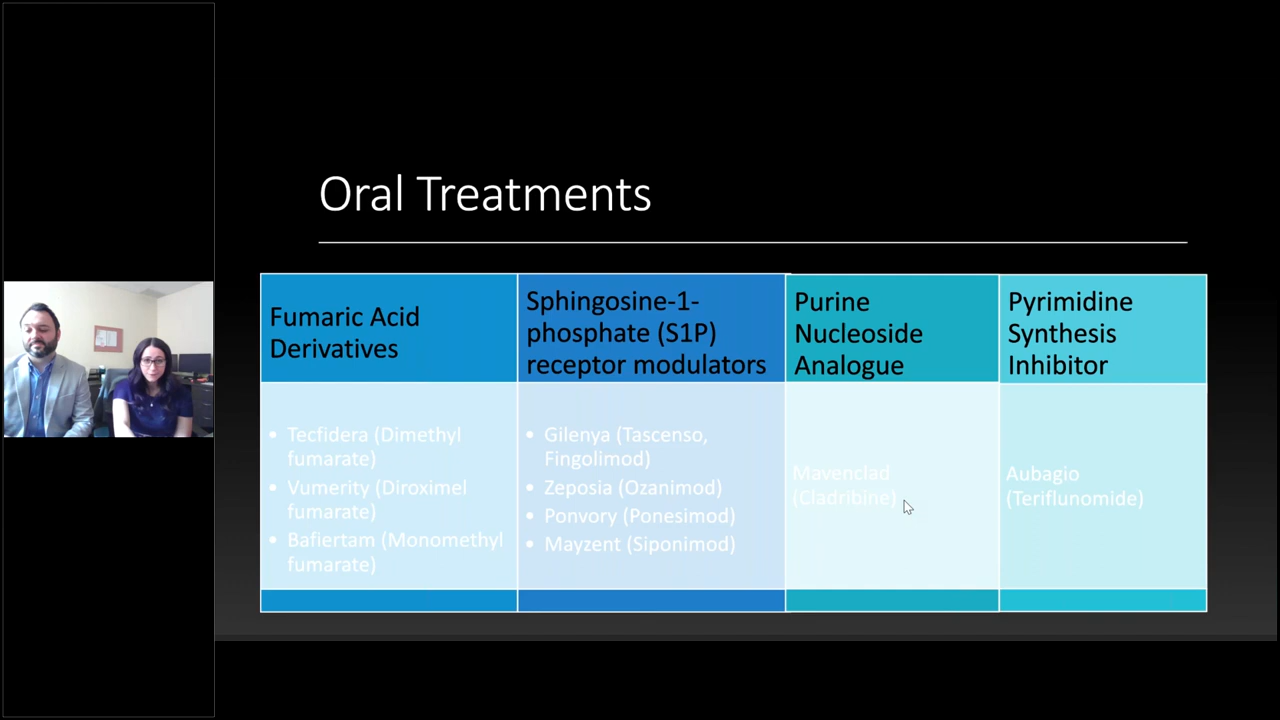 Oral Treatments
Fumaric Acid
Derivatives
Sphingosine-1-
phosphate (S1P)
receptor modulators
Purine
Nucleoside
Analogue
Pyrimidine
Synthesis
Inhibitor
• Tecfidera (Dimethyl
fumarate)
• Vumerity (Diroximel
fumarate)
• Bafiertam (Monomethyl
fumarate)
• Gilenya (Tascenso,
Fingolimod)
• Zeposia (Ozanimod)
• Ponvory (Ponesimod)
• Mayzent (Siponimod)
Mavenclad
(Cladribine)
Aubagio
(Teriflunomide)